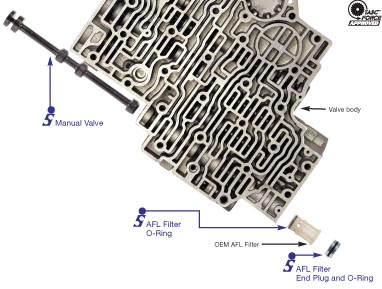 TASC
FORCE
APPROVED
Valve body
Manual Valve
AFL Filter
O-Ring
OEM AFL Filter
AFL Filter
End Plug and O-Ring